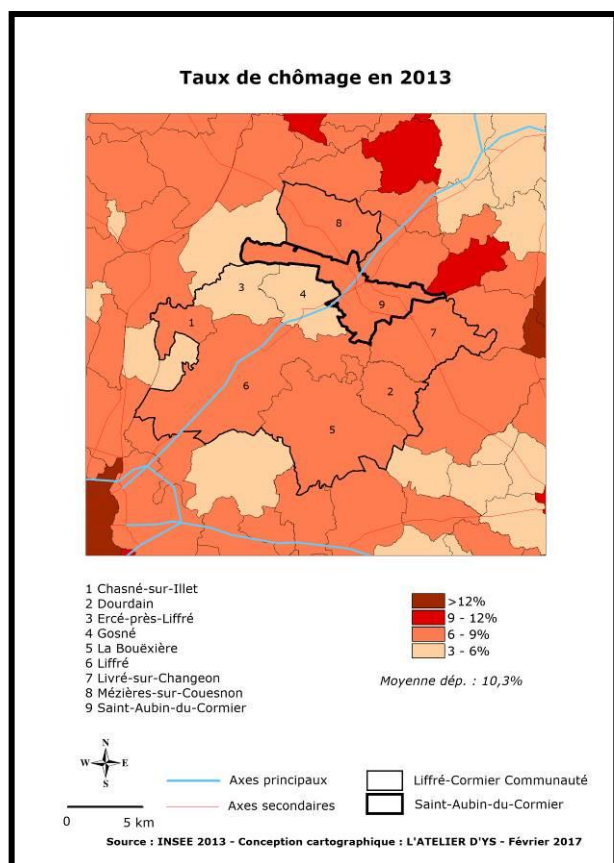 Taux de chômage en 2013
8
3
4
9
1
7
6
2
5
1 Chasné-sur-Illet
2 Dourdain
3 Ercé-près-Liffré
4 Gosné
5 La Bouëxière
6 Liffré
7 Livré-sur-Changeon
8 Mézières-sur-Couesnon
9 Saint-Aubin-du-Cormier
>12%
9 - 12%
6 - 9%
3 - 6%
Moyenne dép. : 10,3%
N
W E
S
0 5 km
Axes principaux
Axes secondaires
Liffré-Cormier Communauté
Saint-Aubin-du-Cormier
Source : INSEE 2013 - Conception cartographique : L'ATELIER D'YS - Février 2017